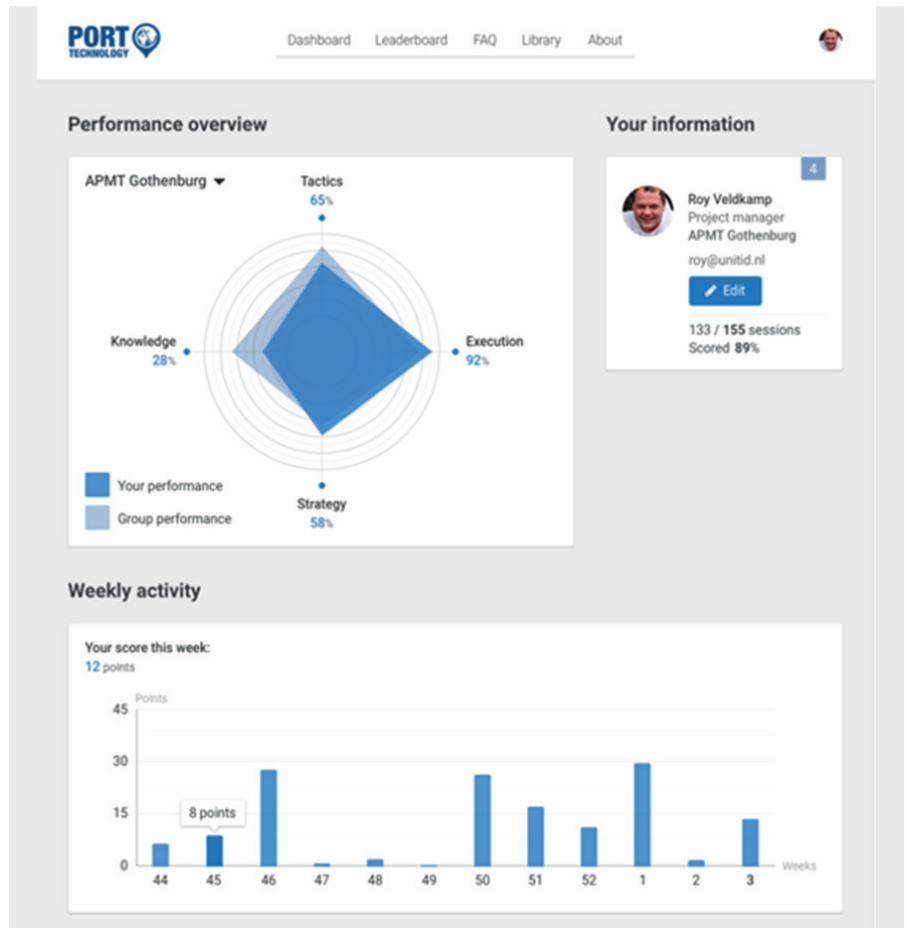 PORT
TECHNOLOGY
Dashboard Leaderboard FAQ Library About
Performance overview
APMT Gothenburg
Tactics
65%
Knowledge
28%
Execution
92%
Strategy
58%
Your performance
Group performance
Your information
4
Roy Veldkamp
Project manager
APMT Gothenburg
roy@unitid.nl
Edit
133 / 155 sessions
Scored 89%
Weekly activity
Your score this week:
12 points
Points
45
30
15
0
8 points
44 45 46 47 48 49 50 51 52 1 2 3
Weeks